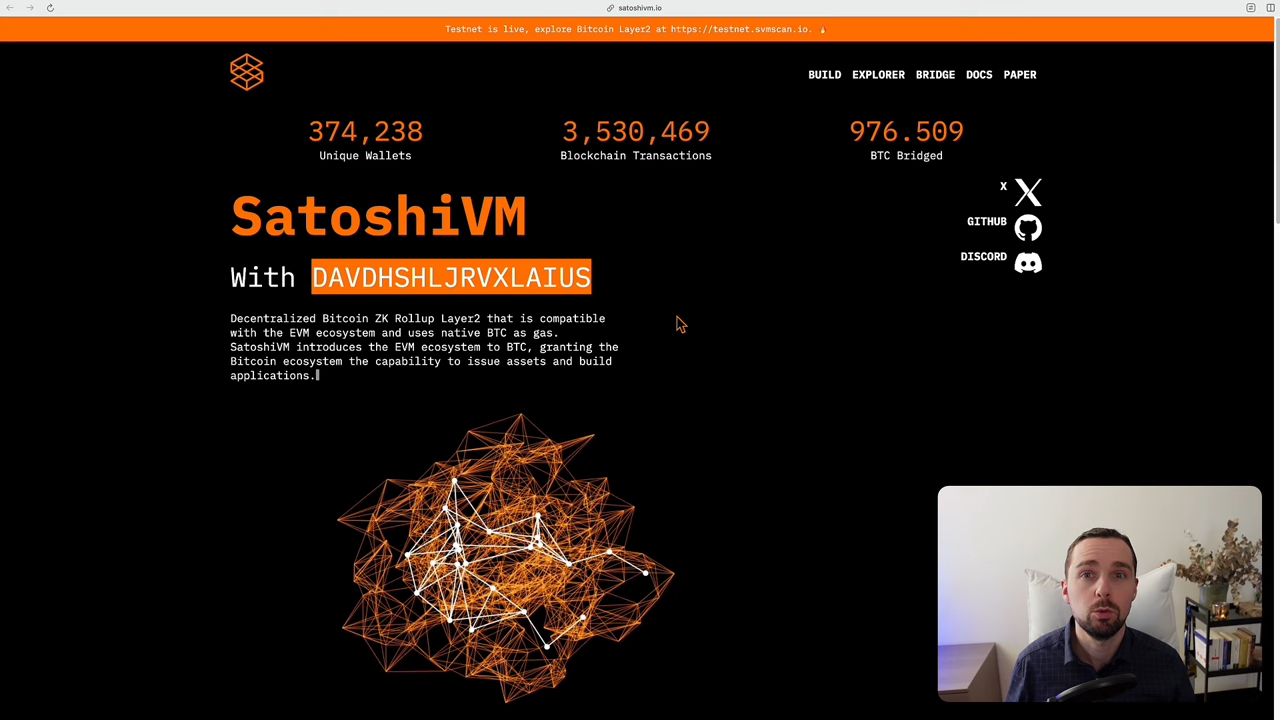 satoshivm.io
Testnet is live, explore Bitcoin Layer2 at https://testnet.svmscan.io. 🔥
BUILD EXPLORER BRIDGE DOCS PAPER
374,238 3,530,469 976.509
Unique Wallets Blockchain Transactions BTC Bridged
X
SatoshiVM
GITHUB
DISCORD
With DAVDHSHLJRVXLAIUS
Decentralized Bitcoin ZK Rollup Layer2 that is compatible
with the EVM ecosystem and uses native BTC as gas.
SatoshiVM introduces the EVM ecosystem to BTC, granting the
Bitcoin ecosystem the capability to issue assets and build
applications.